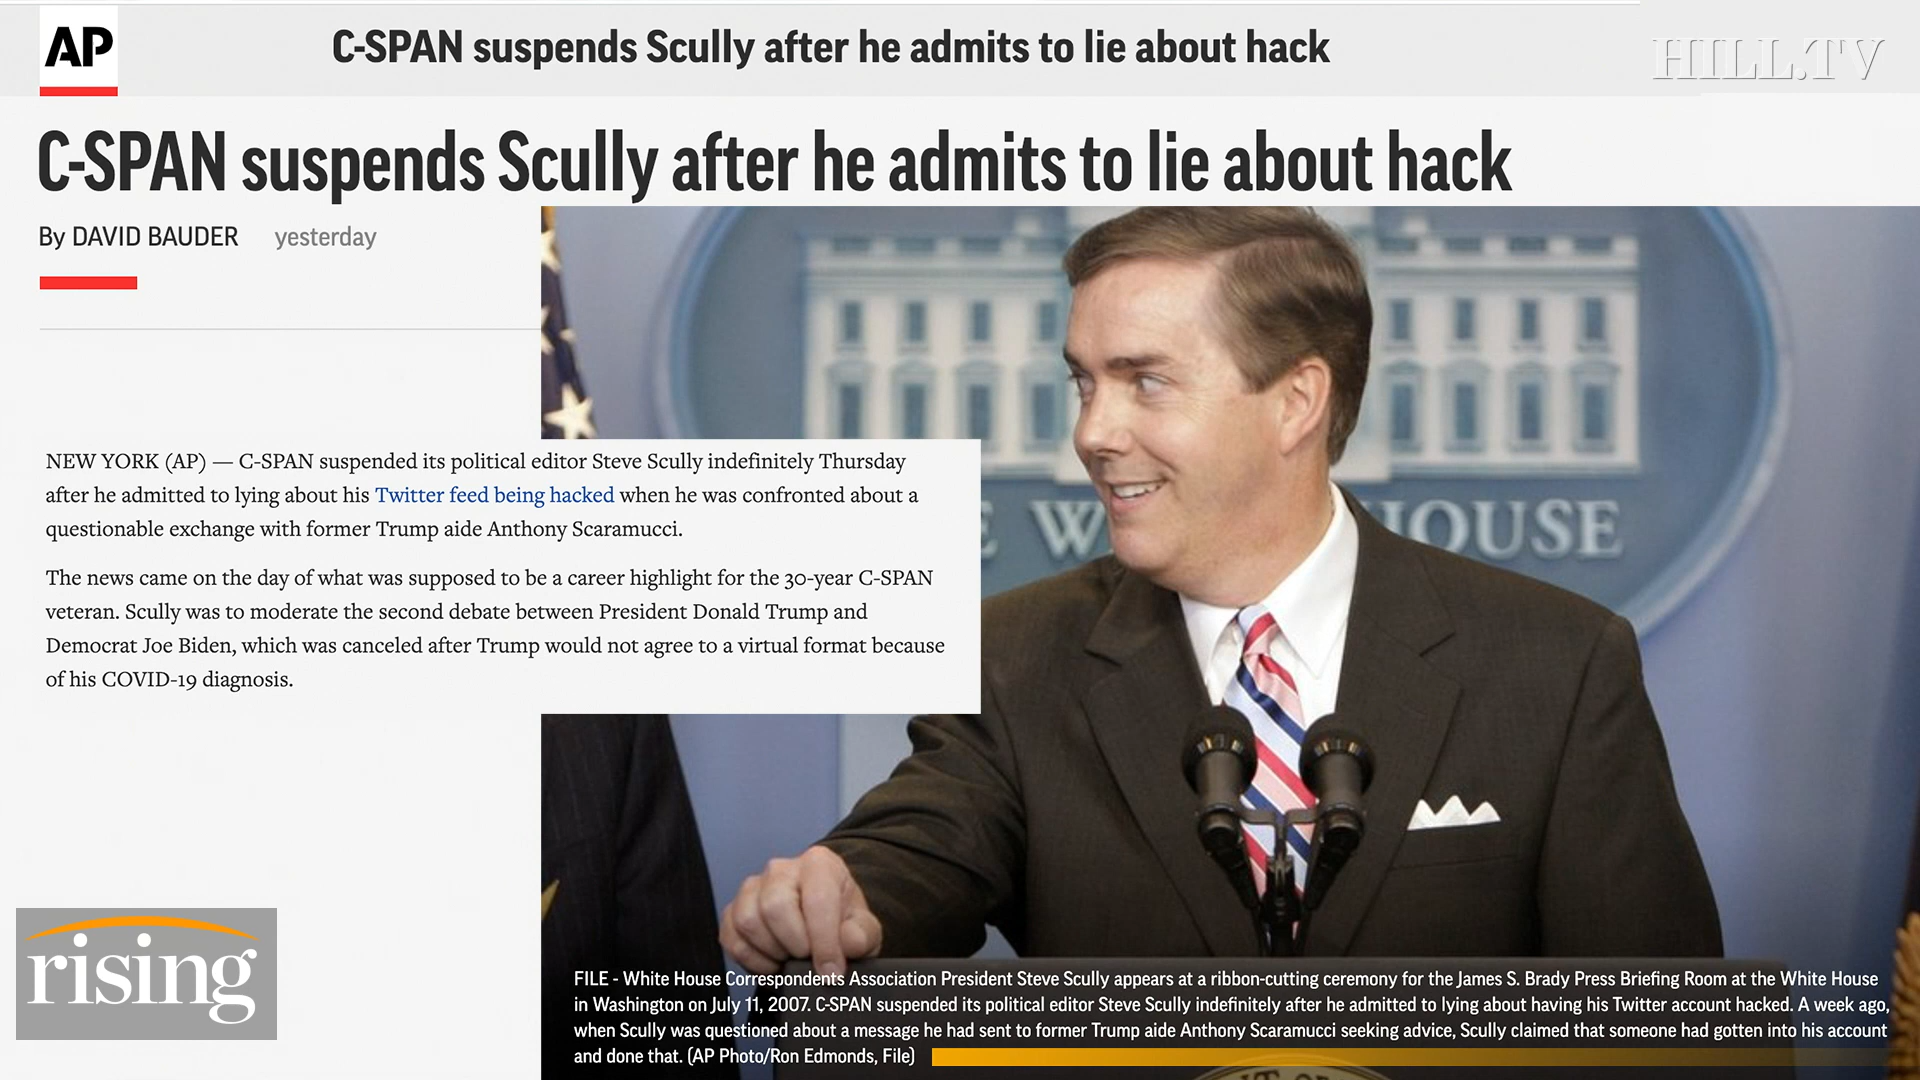 AP
C-SPAN suspends Scully after he admits to lie about hack
HILL.TV
C-SPAN suspends Scully after he admits to lie about hack
By DAVID BAUDER yesterday
NEW YORK (AP) — C-SPAN suspended its political editor Steve Scully indefinitely Thursday
after he admitted to lying about his Twitter feed being hacked when he was confronted about a
questionable exchange with former Trump aide Anthony Scaramucci.
The news came on the day of what was supposed to be a career highlight for the 30-year C-SPAN
veteran. Scully was to moderate the second debate between President Donald Trump and
Democrat Joe Biden, which was canceled after Trump would not agree to a virtual format because
of his COVID-19 diagnosis.
E W HOUSE
rising
FILE - White House Correspondents Association President Steve Scully appears at a ribbon-cutting ceremony for the James S. Brady Press Briefing Room at the White House
in Washington on July 11, 2007. C-SPAN suspended its political editor Steve Scully indefinitely after he admitted to lying about having his Twitter account hacked. A week ago,
when Scully was questioned about a message he had sent to former Trump aide Anthony Scaramucci seeking advice, Scully claimed that someone had gotten into his account
and done that. (AP Photo/Ron Edmonds, File)